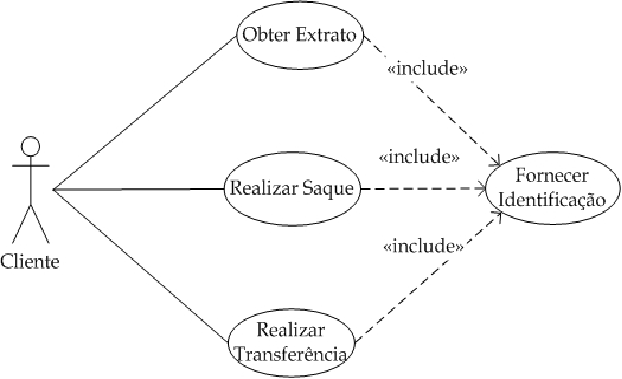 Obter Extrato
«include»
«include»
Realizar Saque
Fornecer
Identificação
«include»
Cliente
Realizar
Transferência